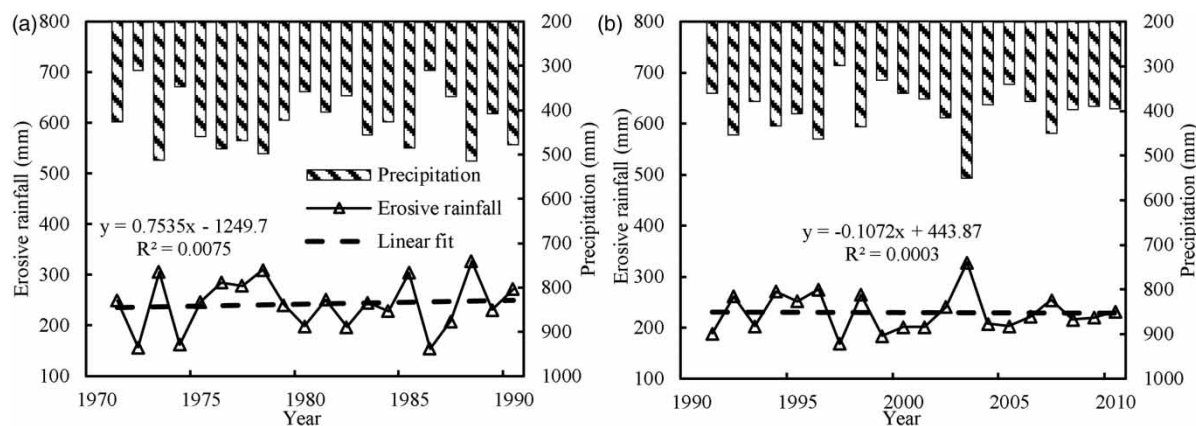 (a)
800
700
600
500
400
300
200
100
Erosive rainfall (mm)
200
300
400
500
600
700
800
900
1000
Precipitation (mm)
Precipitation
Erosive rainfall
Linear fit
y = 0.7535x - 1249.7
R² = 0.0075
1970
1975
1980
1985
1990
Year
(b)
800
700
600
500
400
300
200
100
Erosive rainfall (mm)
200
300
400
500
600
700
800
900
1000
Precipitation (mm)
y = -0.1072x + 443.87
R² = 0.0003
1990
1995
2000
2005
2010
Year